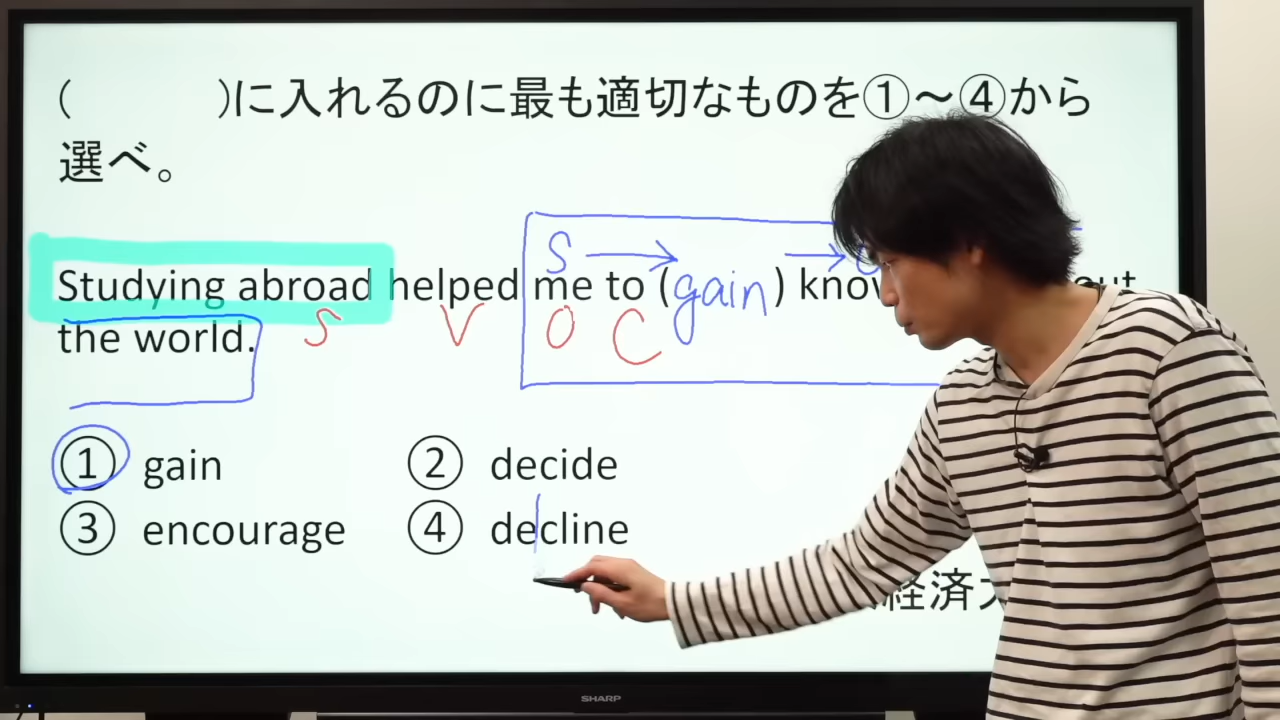 (　　　)に入れるのに最も適切なものを①～④から
選べ。
S → → 
Studying abroad helped me to (gain) know out
the world. S V O C
① gain ② decide
③ encourage ④ decline
経済
SHARP